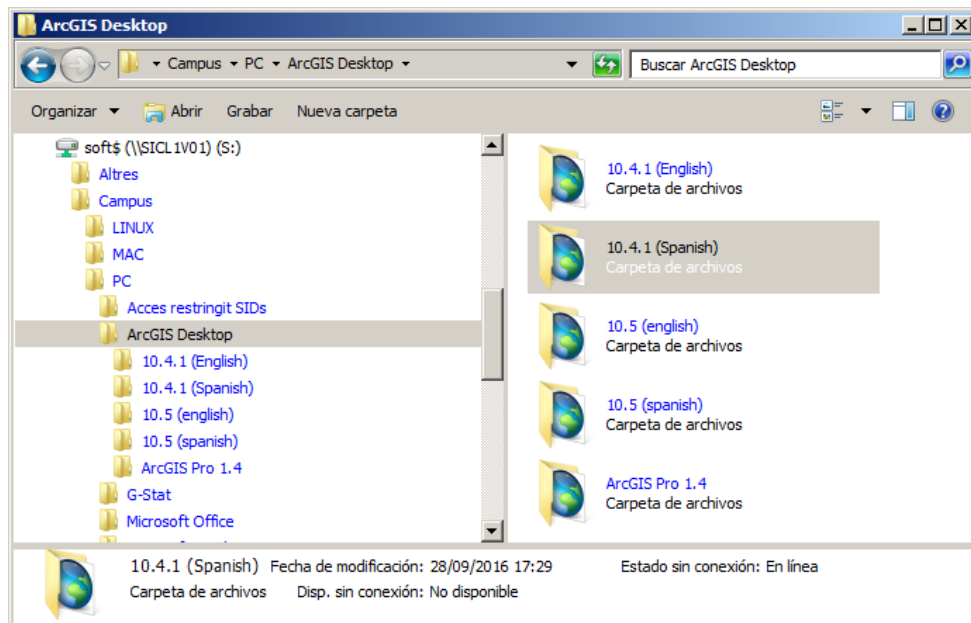 ArcGIS Desktop
Campus PC ArcGIS Desktop
Buscar ArcGIS Desktop
Organizar Abrir Grabar Nueva carpeta
soft$ (\\SICL1V01) (S:)
Altres
Campus
LINUX
MAC
PC
Acces restringit SIDs
ArcGIS Desktop
10.4.1 (English)
10.4.1 (Spanish)
10.5 (english)
10.5 (spanish)
ArcGIS Pro 1.4
G-Stat
Microsoft Office
10.4.1 (English)
Carpeta de archivos
10.4.1 (Spanish)
Carpeta de archivos
10.5 (english)
Carpeta de archivos
10.5 (spanish)
Carpeta de archivos
ArcGIS Pro 1.4
Carpeta de archivos
10.4.1 (Spanish) Fecha de modificación: 28/09/2016 17:29 Estado sin conexión: En línea
Carpeta de archivos Disp. sin conexión: No disponible